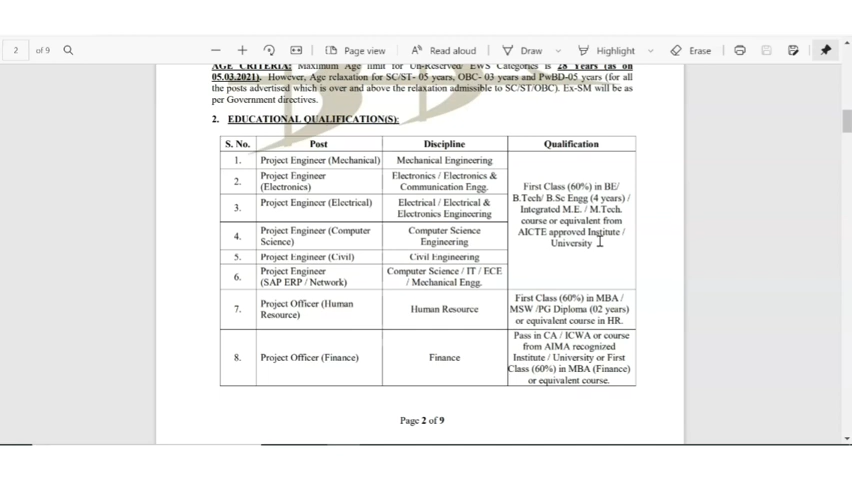 2 of 9
Page view
Read aloud
Draw
Highlight
Erase
AGE CRITERIA: Maximum Age limit for Un-Reserved/ EWS Categories is 28 Years (as on
05.03.2021). However, Age relaxation for SC/ST- 05 years, OBC- 03 years and PwBD-05 years (for all
the posts advertised which is over and above the relaxation admissible to SC/ST/OBC). Ex-SM will be as
per Government directives.
2. EDUCATIONAL QUALIFICATION(S):
S. No. Post Discipline Qualification
1. Project Engineer (Mechanical) Mechanical Engineering
2. Project Engineer
(Electronics)
Electronics / Electronics &
Communication Engg.
3. Project Engineer (Electrical)
Electrical / Electrical &
Electronics Engineering
4. Project Engineer (Computer
Science)
Computer Science
Engineering
5. Project Engineer (Civil) Civil Engineering
6. Project Engineer
(SAP ERP / Network)
Computer Science / IT / ECE
/ Mechanical Engg.
First Class (60%) in BE/
B.Tech/ B.Sc Engg (4 years) /
Integrated M.E. / M.Tech.
course or equivalent from
AICTE approved Institute /
University
7. Project Officer (Human
Resource)
Human Resource
First Class (60%) in MBA /
MSW /PG Diploma (02 years)
or equivalent course in HR.
8. Project Officer (Finance) Finance
Pass in CA / ICWA or course
from AIMA recognized
Institute / University or First
Class (60%) in MBA (Finance)
or equivalent course.
Page 2 of 9